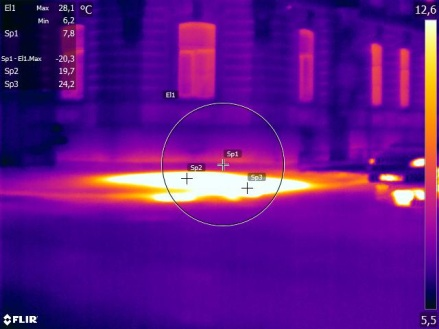 El1 Max 28,1 °C
Min 6,2
Sp1 7,8
Sp1 - El1.Max -20,3
Sp2 19,7
Sp3 24,2
12,6
El1
Sp1
Sp2
Sp3
5,5
FLIR